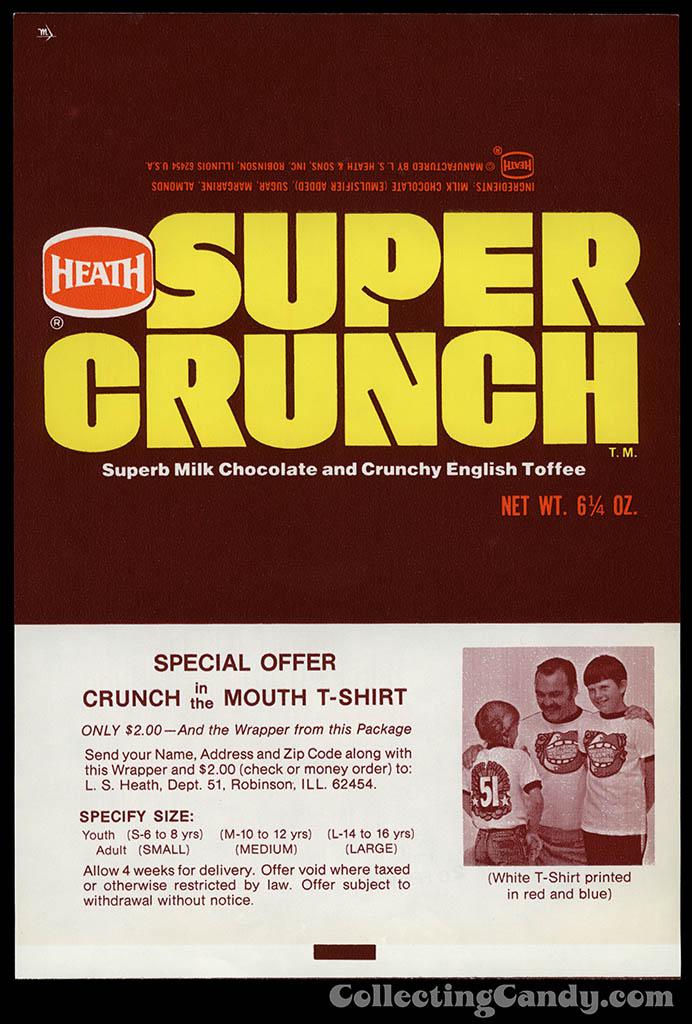 HEATH
® © MANUFACTURED BY L. S. HEATH & SONS, INC. ROBINSON, ILLINOIS 62454 U.S.A.
INGREDIENTS: MILK CHOCOLATE (EMULSIFIER ADDED), SUGAR, MARGARINE, ALMONDS
HEATH
®
SUPER
CRUNCH
T.M.
Superb Milk Chocolate and Crunchy English Toffee
NET WT. 6¼ OZ.
SPECIAL OFFER
CRUNCH in the MOUTH T-SHIRT
ONLY $2.00—And the Wrapper from this Package
Send your Name, Address and Zip Code along with
this Wrapper and $2.00 (check or money order) to:
L. S. Heath, Dept. 51, Robinson, ILL. 62454.
SPECIFY SIZE:
Youth (S-6 to 8 yrs) (M-10 to 12 yrs) (L-14 to 16 yrs)
Adult (SMALL) (MEDIUM) (LARGE)
Allow 4 weeks for delivery. Offer void where taxed
or otherwise restricted by law. Offer subject to
withdrawal without notice.
51
(White T-Shirt printed
in red and blue)
CollectingCandy.com